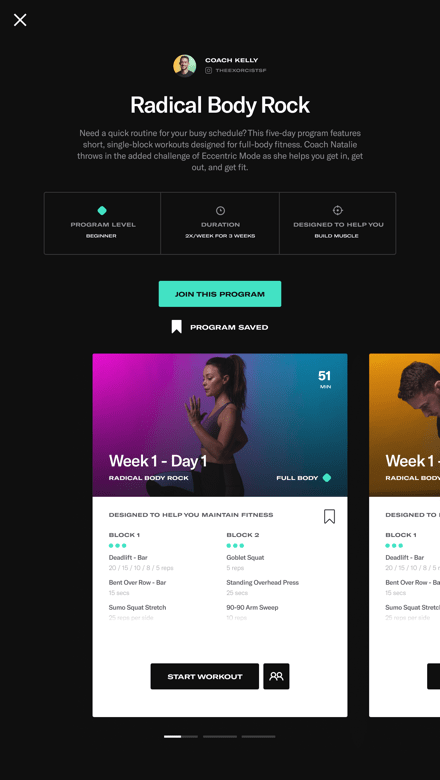 COACH KELLY
THEEXORCISTSF
Radical Body Rock
Need a quick routine for your busy schedule? This five-day program features
short, single-block workouts designed for full-body fitness. Coach Natalie
throws in the added challenge of Eccentric Mode as she helps you get in, get
out, and get fit.
PROGRAM LEVEL
BEGINNER
DURATION
2X/WEEK FOR 3 WEEKS
DESIGNED TO HELP YOU
BUILD MUSCLE
JOIN THIS PROGRAM
PROGRAM SAVED
51
MIN
Week 1 - Day 1
RADICAL BODY ROCK
FULL BODY
DESIGNED TO HELP YOU MAINTAIN FITNESS
BLOCK 1
Deadlift - Bar
20 / 15 / 10 / 8 / 5 reps
Bent Over Row - Bar
15 secs
Sumo Squat Stretch
25 reps per side
BLOCK 2
Goblet Squat
5 reps
Standing Overhead Press
25 secs
90-90 Arm Sweep
10 reps
START WORKOUT
Week 1 -
RADICAL BODY
DESIGNED TO
BLOCK 1
Deadlift - Bar
20 / 15 / 10 / 8 / 5 r
Bent Over Row - Ba
15 secs
Sumo Squat Stretc
25 reps per side